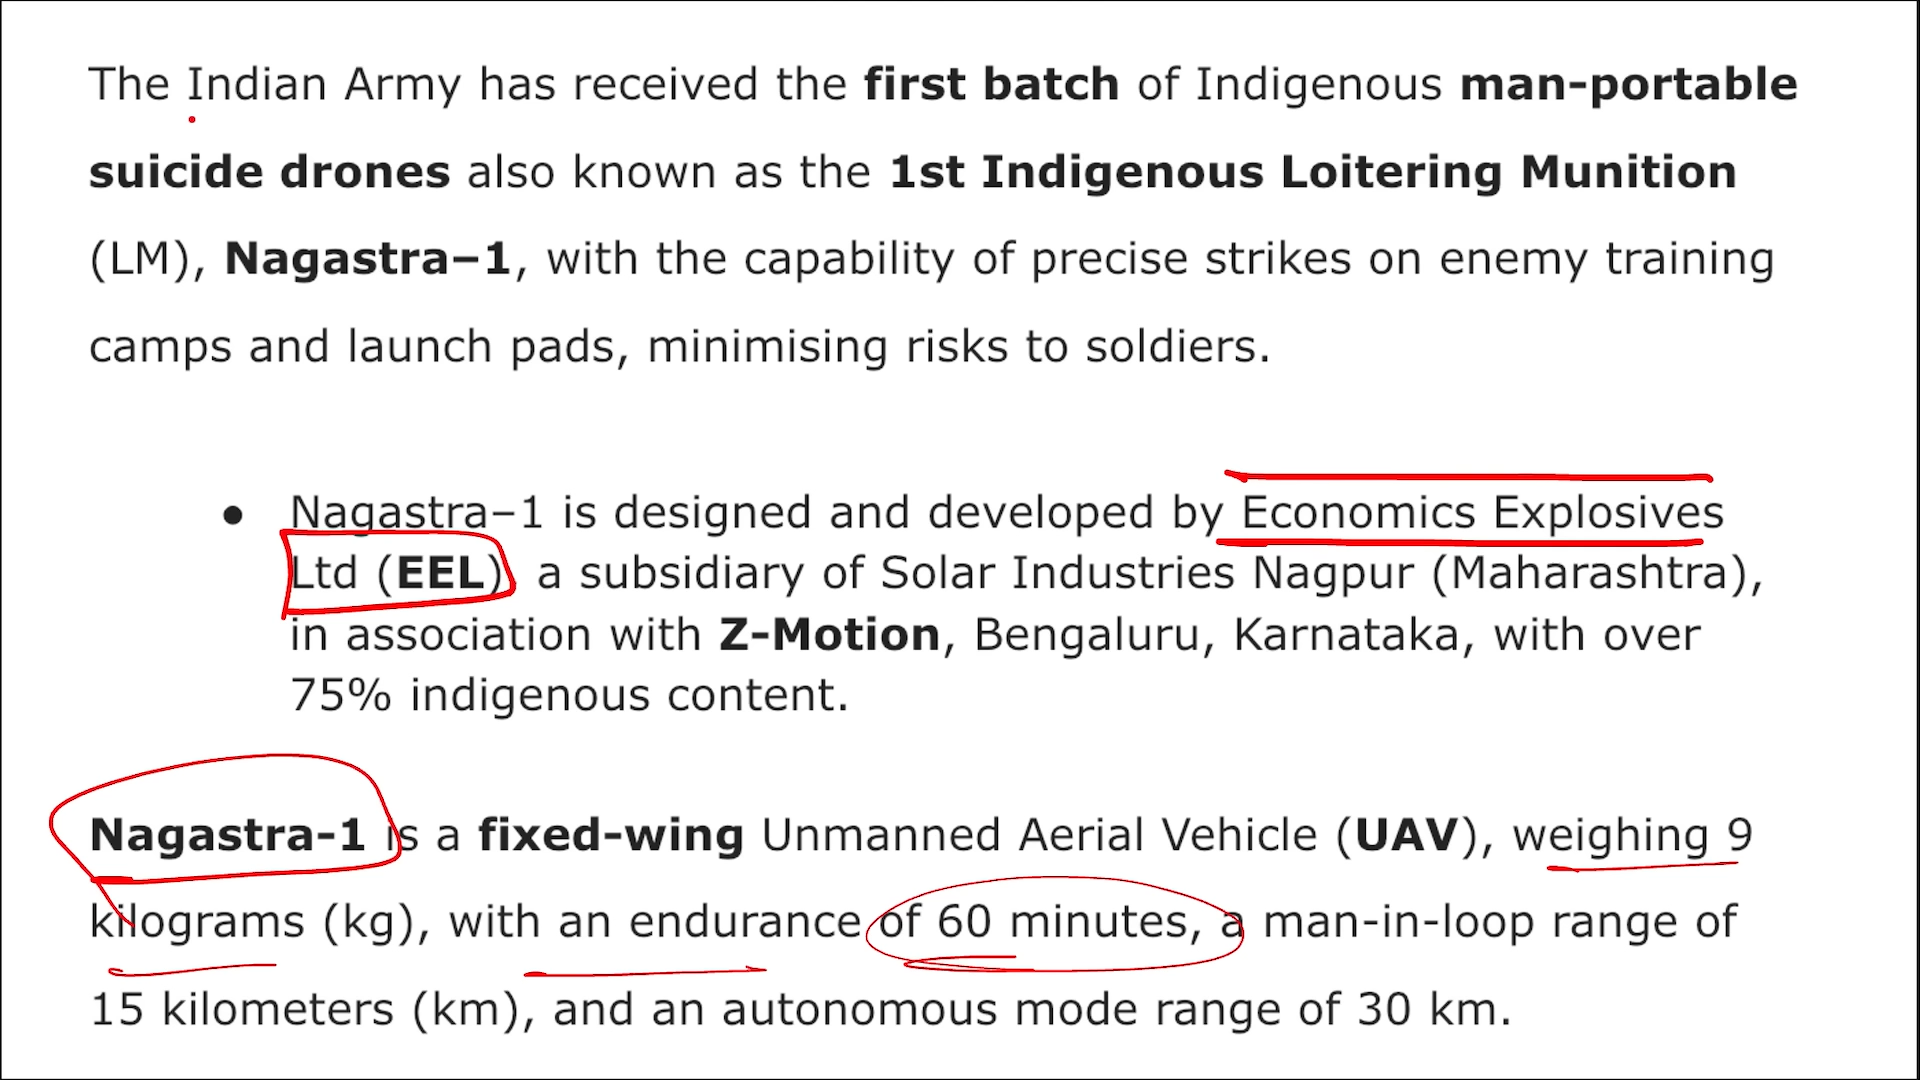 The Indian Army has received the first batch of Indigenous man-portable
suicide drones also known as the 1st Indigenous Loitering Munition
(LM), Nagastra–1, with the capability of precise strikes on enemy training
camps and launch pads, minimising risks to soldiers.
● Nagastra–1 is designed and developed by Economics Explosives
Ltd (EEL), a subsidiary of Solar Industries Nagpur (Maharashtra),
in association with Z-Motion, Bengaluru, Karnataka, with over
75% indigenous content.
Nagastra-1 is a fixed-wing Unmanned Aerial Vehicle (UAV), weighing 9
kilograms (kg), with an endurance of 60 minutes, a man-in-loop range of
15 kilometers (km), and an autonomous mode range of 30 km.